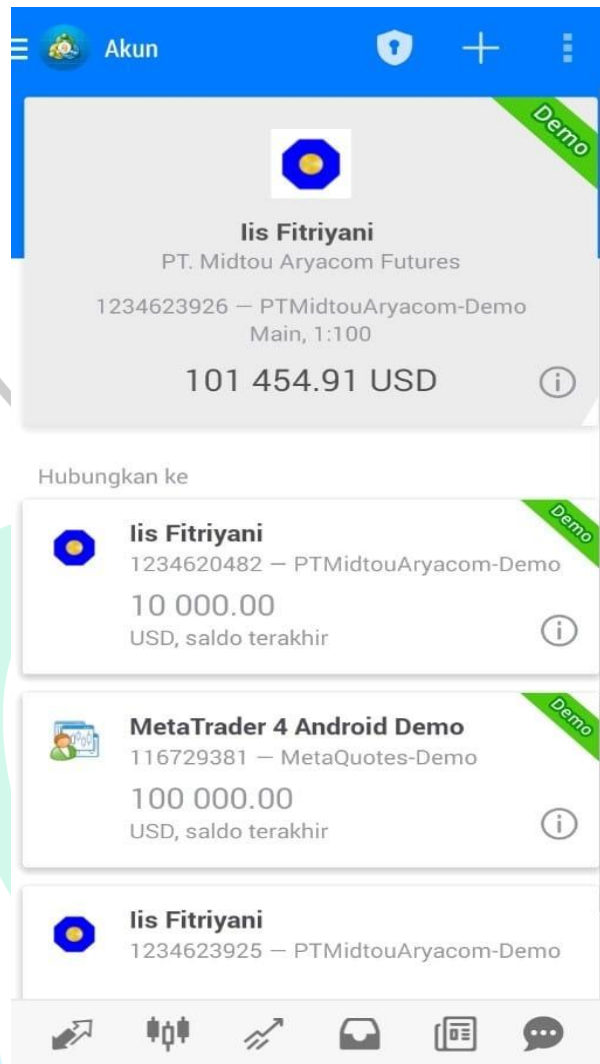 Akun
Demo
Iis Fitriyani
PT. Midtou Aryacom Futures
1234623926 — PTMidtouAryacom-Demo
Main, 1:100
101 454.91 USD
Hubungkan ke
Demo
Iis Fitriyani
1234620482 — PTMidtouAryacom-Demo
10 000.00
USD, saldo terakhir
Demo
MetaTrader 4 Android Demo
116729381 — MetaQuotes-Demo
100 000.00
USD, saldo terakhir
Iis Fitriyani
1234623925 — PTMidtouAryacom-Demo